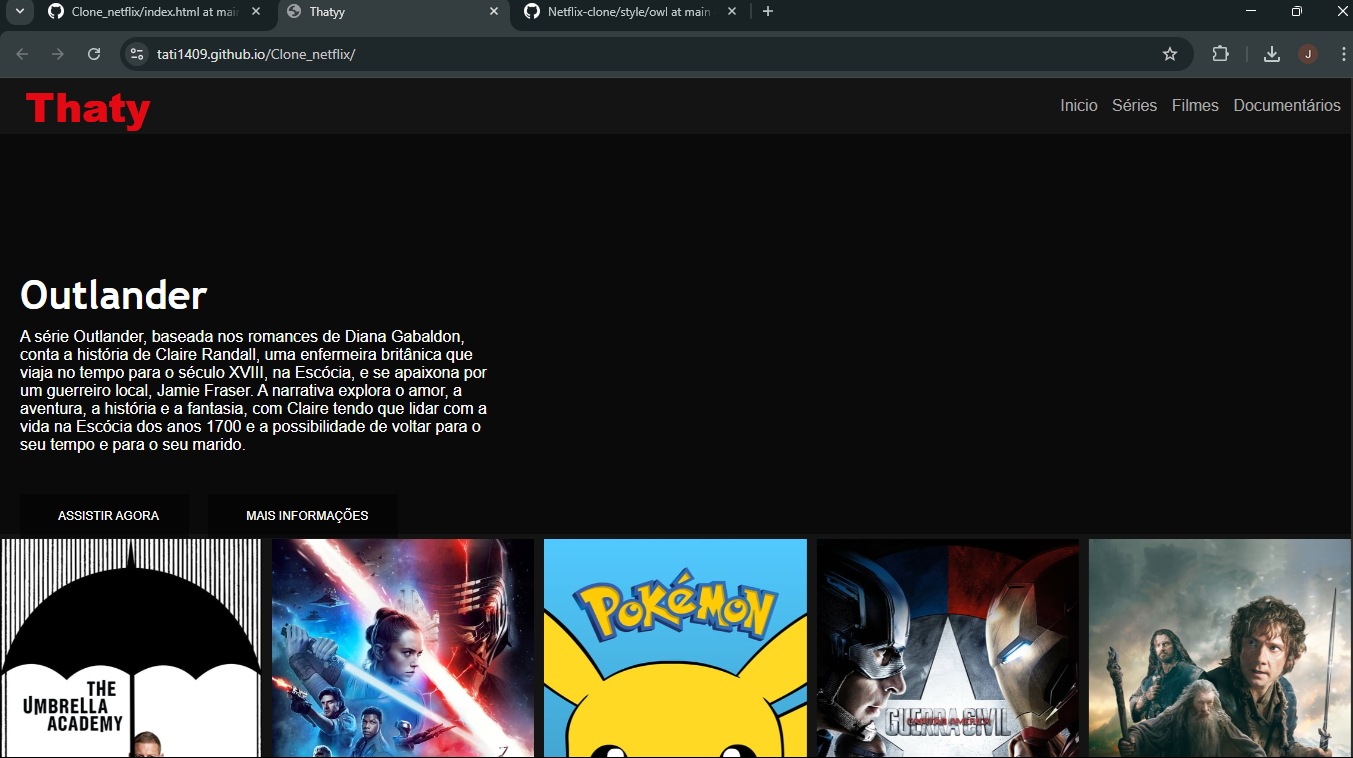 Clone_netflix/index.html at mai
Thatyy
Netflix-clone/style/owl at main
tati1409.github.io/Clone_netflix/
J
Thaty
Inicio Séries Filmes Documentários
Outlander
A série Outlander, baseada nos romances de Diana Gabaldon,
conta a história de Claire Randall, uma enfermeira britânica que
viaja no tempo para o século XVIII, na Escócia, e se apaixona por
um guerreiro local, Jamie Fraser. A narrativa explora o amor, a
aventura, a história e a fantasia, com Claire tendo que lidar com a
vida na Escócia dos anos 1700 e a possibilidade de voltar para o
seu tempo e para o seu marido.
ASSISTIR AGORA MAIS INFORMAÇÕES
THE
UMBRELLA
ACADEMY
POKéMON
GUERRA CIVIL
CAPITÃO AMÉRICA